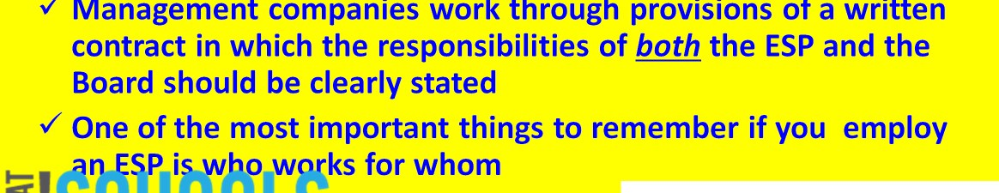 ✓ Management companies work through provisions of a written
contract in which the responsibilities of both the ESP and the
Board should be clearly stated
✓ One of the most important things to remember if you  employ
an ESP is who works for whom
AT
!SCHOOLS